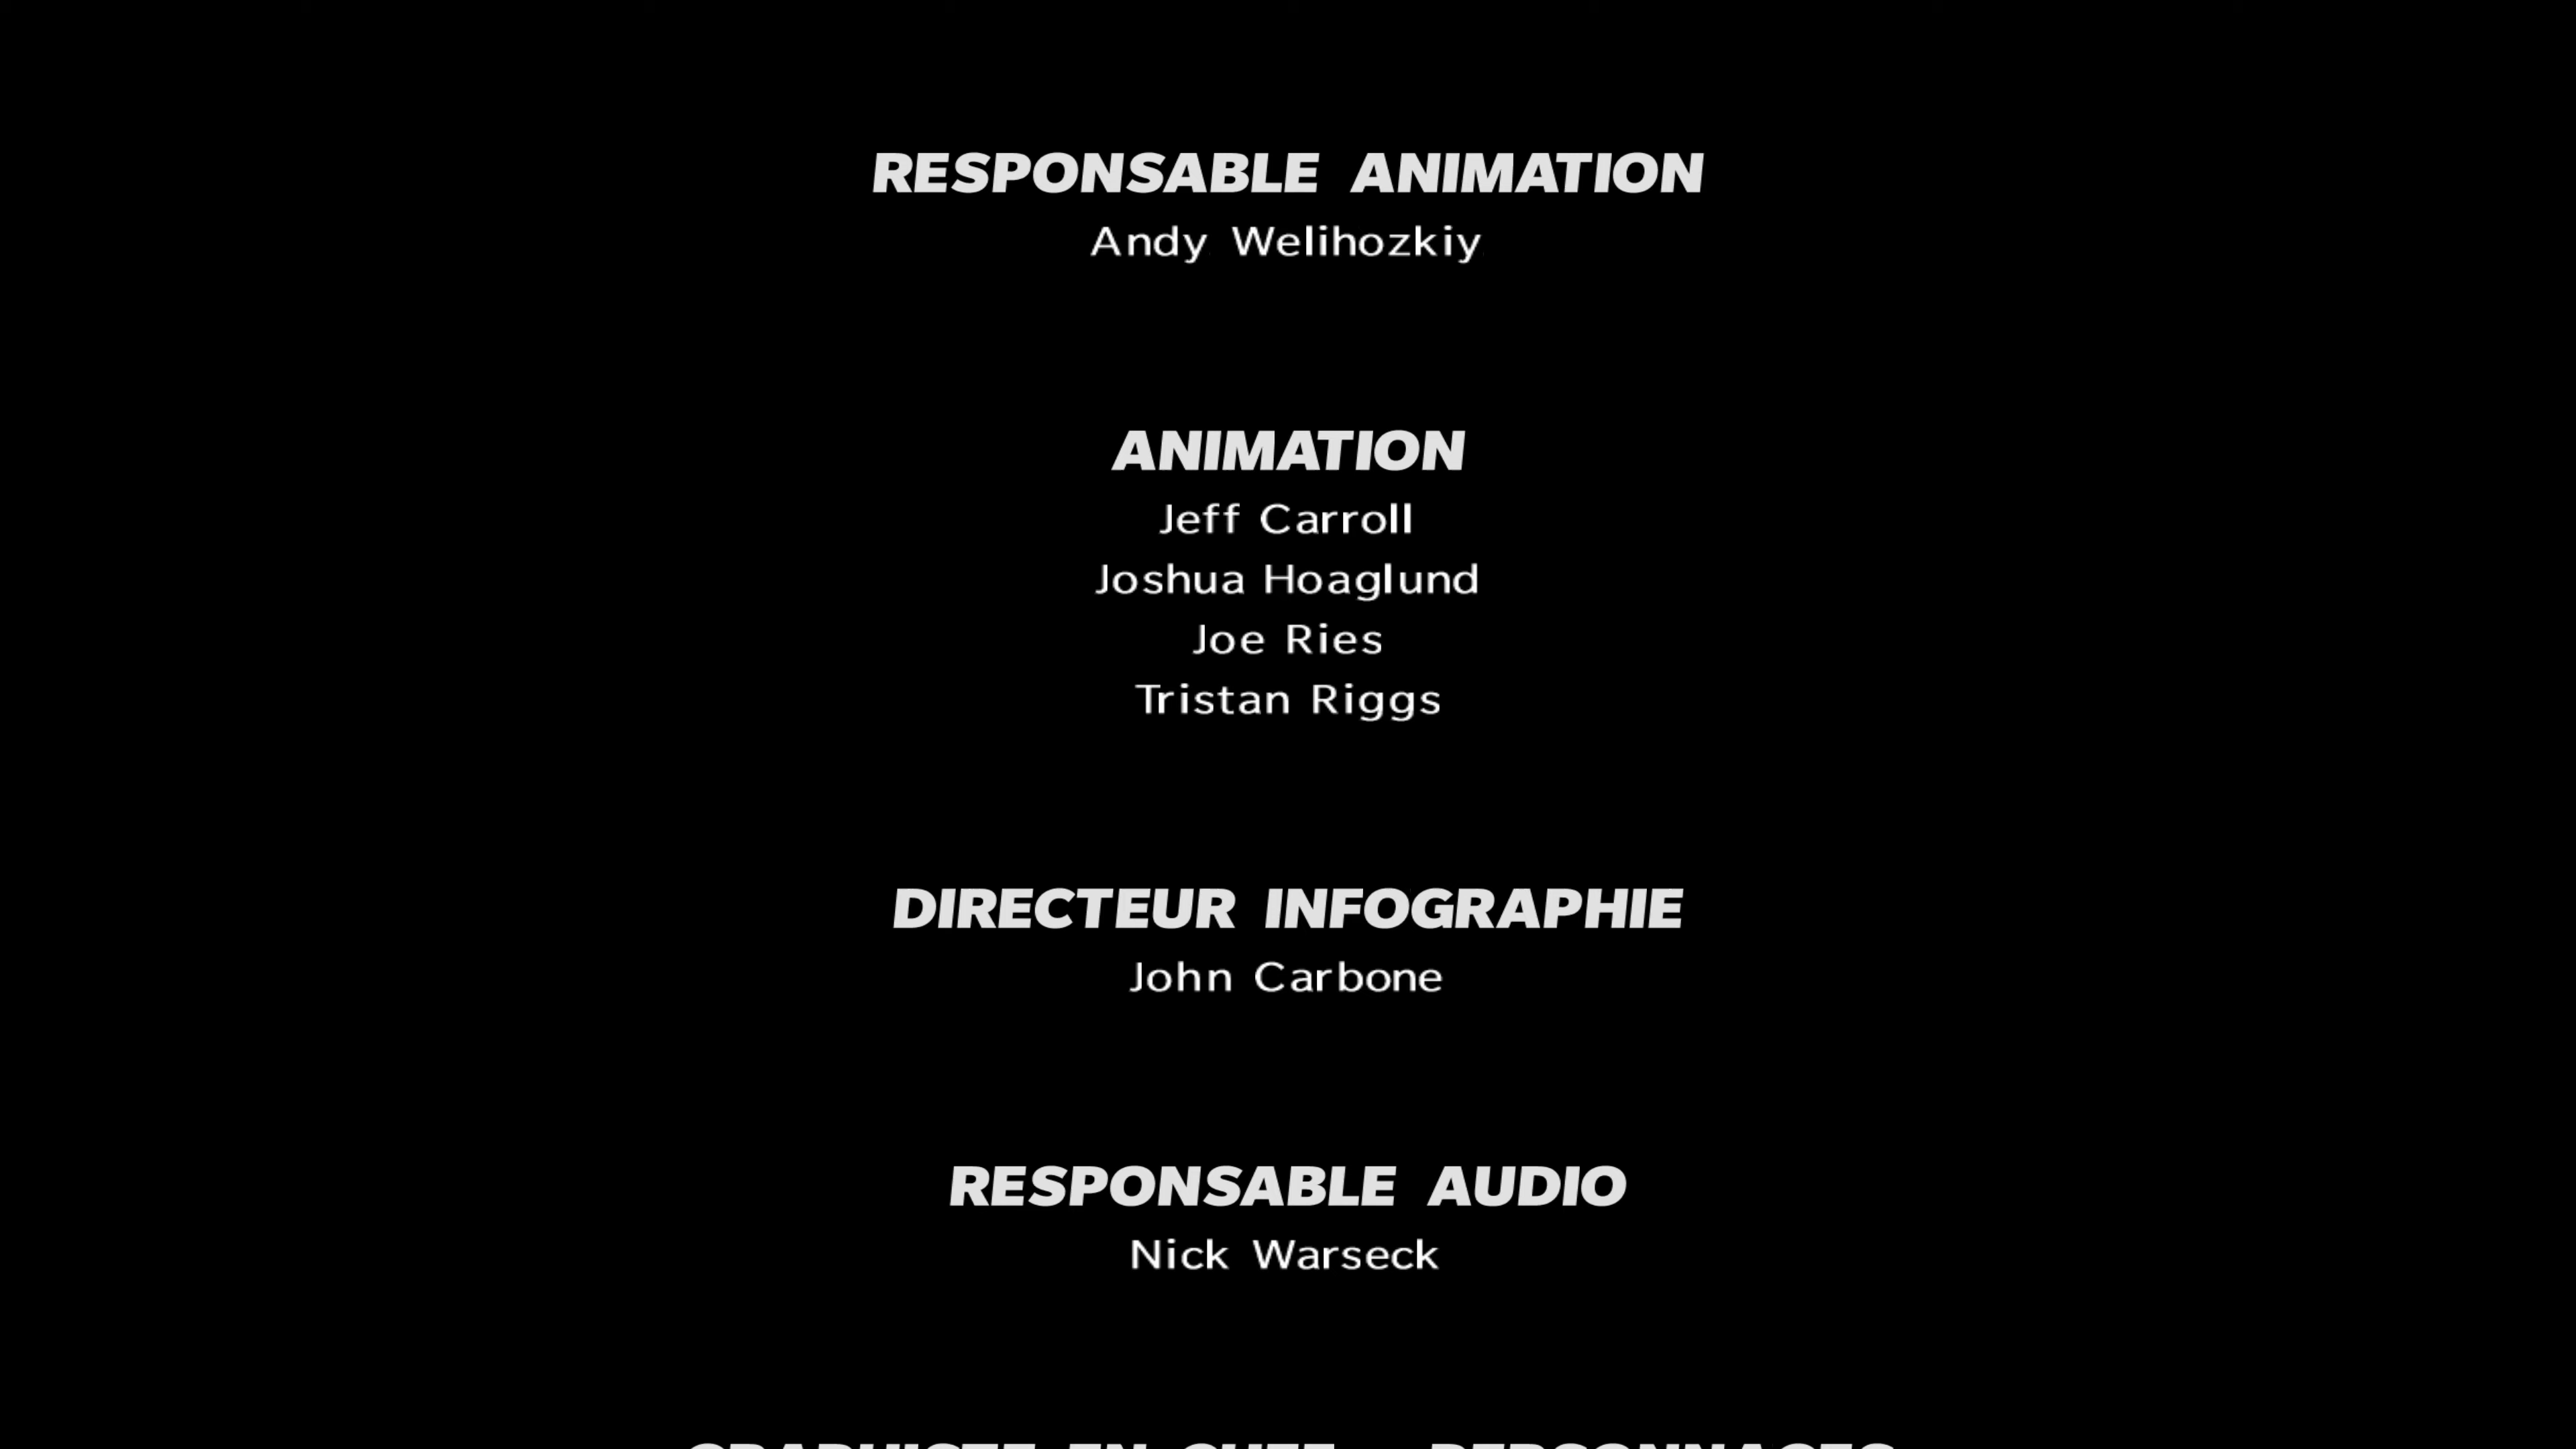 RESPONSABLE ANIMATION
Andy Welihozkiy
ANIMATION
Jeff Carroll
Joshua Hoaglund
Joe Ries
Tristan Riggs
DIRECTEUR INFOGRAPHIE
John Carbone
RESPONSABLE AUDIO
Nick Warseck